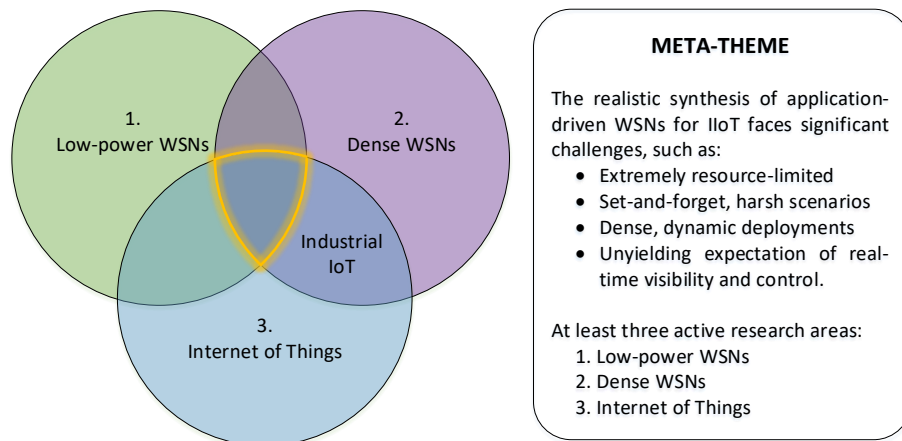 1.
Low-power WSNs
2.
Dense WSNs
Industrial
IoT
3.
Internet of Things
META-THEME
The realistic synthesis of application-
driven WSNs for IIoT faces significant
challenges, such as:
• Extremely resource-limited
• Set-and-forget, harsh scenarios
• Dense, dynamic deployments
• Unyielding expectation of real-
time visibility and control.
At least three active research areas:
1. Low-power WSNs
2. Dense WSNs
3. Internet of Things